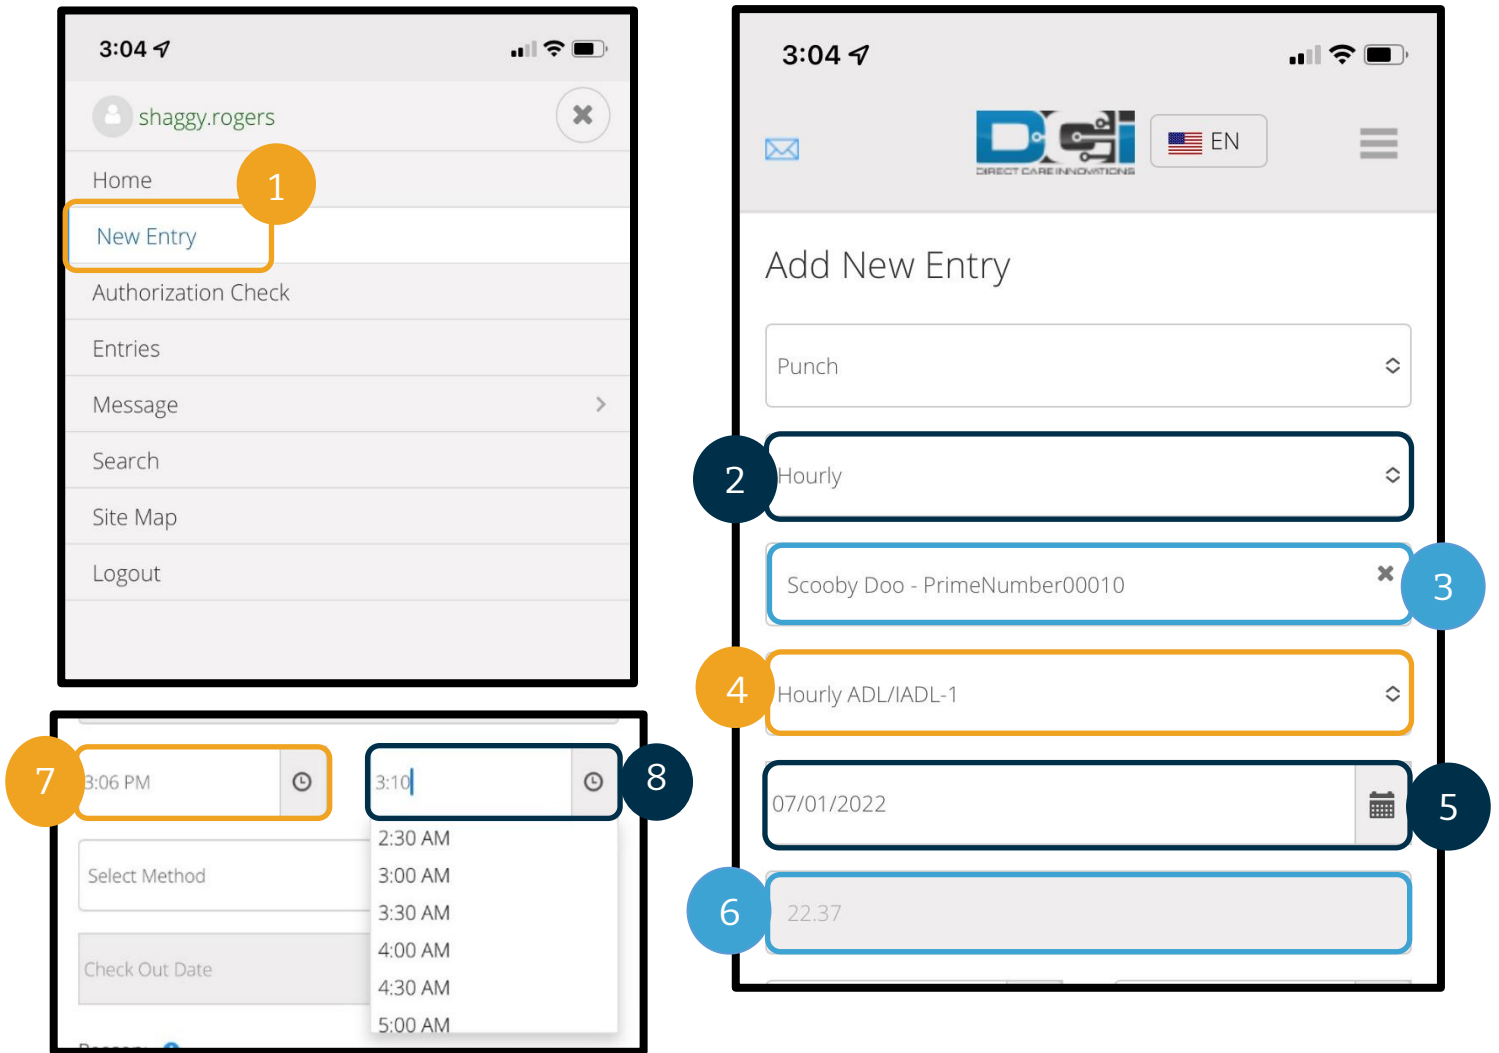 3:04
shaggy.rogers
Home
1
New Entry
Authorization Check
Entries
Message
Search
Site Map
Logout
7
3:06 PM
3:10
8
2:30 AM
Select Method
3:00 AM
3:30 AM
4:00 AM
Check Out Date
4:30 AM
5:00 AM
3:04
DCI
DIRECT CARE INNOVATIONS
EN
Add New Entry
Punch
2
Hourly
Scooby Doo - PrimeNumber00010
3
4
Hourly ADL/IADL-1
07/01/2022
5
6
22.37